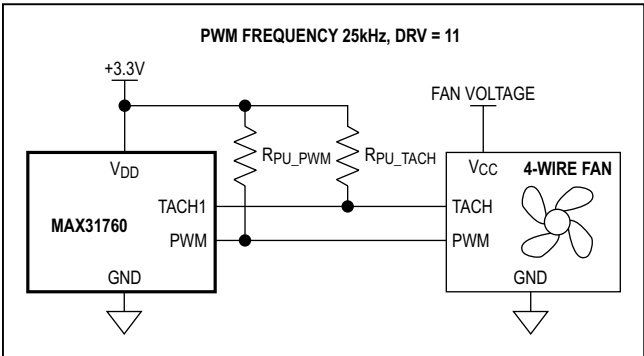 PWM FREQUENCY 25kHz, DRV = 11
+3.3V
FAN VOLTAGE
VDD
RPU_PWM
RPU_TACH
VCC
4-WIRE FAN
TACH1
TACH
MAX31760
PWM
PWM
GND
GND